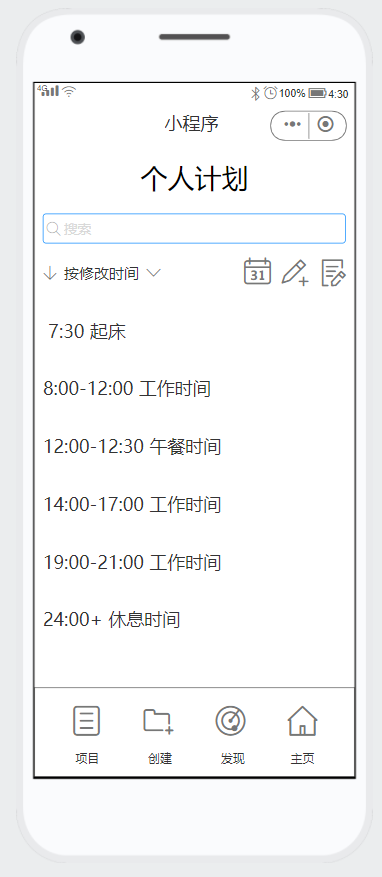 4G 100% 4:30
小程序
个人计划
搜索
按修改时间 31
7:30 起床
8:00-12:00 工作时间
12:00-12:30 午餐时间
14:00-17:00 工作时间
19:00-21:00 工作时间
24:00+ 休息时间
项目 创建 发现 主页